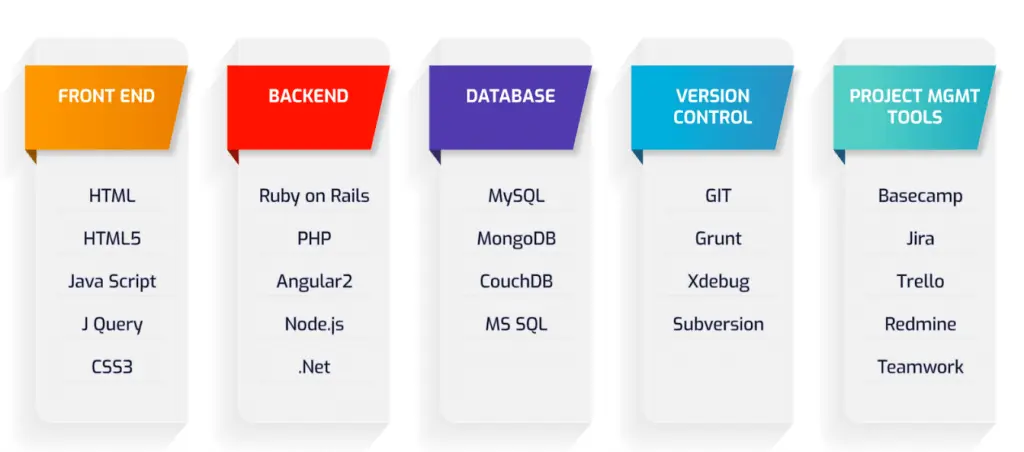 FRONT END
HTML
HTML5
Java Script
J Query
CSS3
BACKEND
Ruby on Rails
PHP
Angular2
Node.js
.Net
DATABASE
MySQL
MongoDB
CouchDB
MS SQL
VERSION
CONTROL
GIT
Grunt
Xdebug
Subversion
PROJECT MGMT
TOOLS
Basecamp
Jira
Trello
Redmine
Teamwork